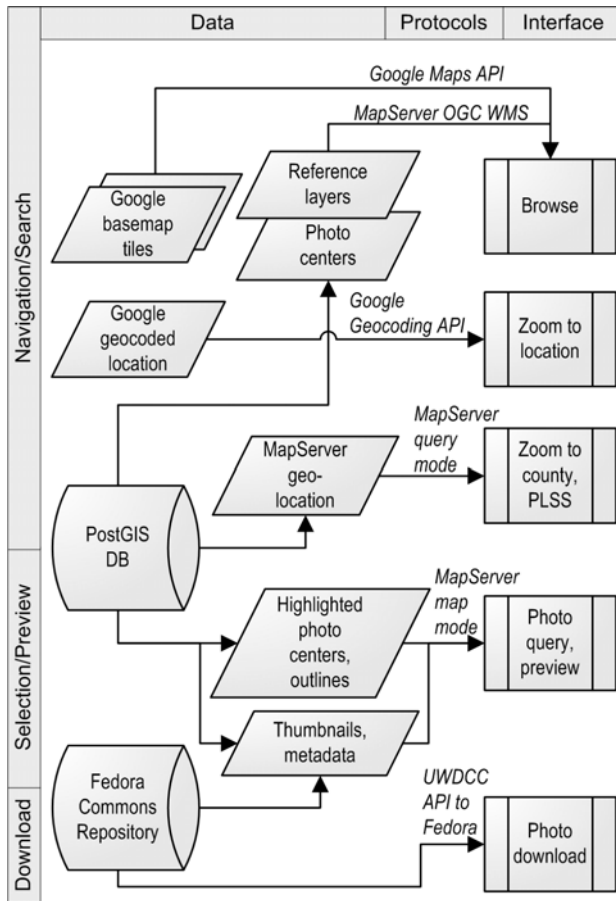 Data
Protocols
Interface
Navigation/Search
Google Maps API
MapServer OGC WMS
Google
basemap
tiles
Reference
layers
Photo
centers
Browse
Google
geocoded
location
Google
Geocoding API
Zoom to
location
MapServer
geo-
location
MapServer
query
mode
Zoom to
county,
PLSS
PostGIS
DB
Selection/Preview
Highlighted
photo
centers,
outlines
MapServer
map
mode
Photo
query,
preview
Thumbnails,
metadata
Fedora
Commons
Repository
Download
UWDCC
API to
Fedora
Photo
download